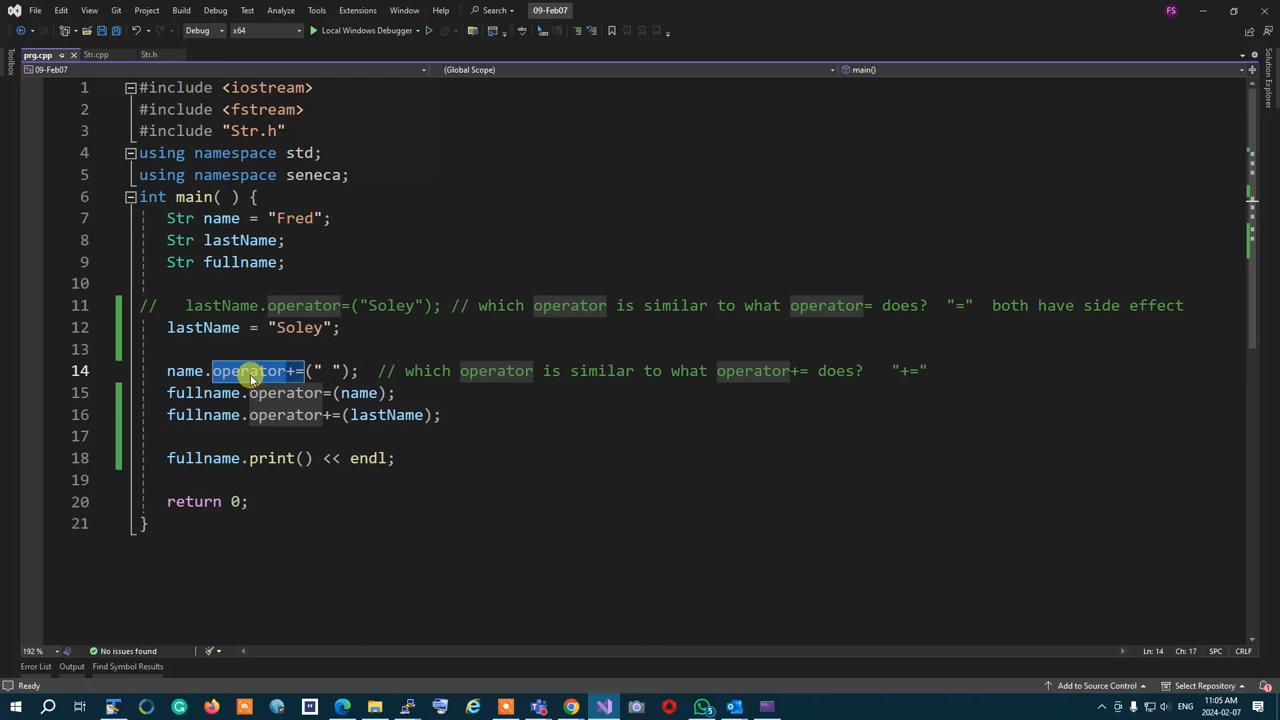 File Edit View Git Project Build Debug Test Analyze Tools Extensions Window Help Search 09-Feb07 FS
Debug x64 Local Windows Debugger
prg.cpp Str.cpp Str.h
09-Feb07 (Global Scope) main()
Toolbox
Solution Explorer
1 #include <iostream>
2 #include <fstream>
3 #include "Str.h"
4 using namespace std;
5 using namespace seneca;
6 int main( ) {
7 Str name = "Fred";
8 Str lastName;
9 Str fullname;
10
11 // lastName.operator=("Soley"); // which operator is similar to what operator= does? "=" both have side effect
12 lastName = "Soley";
13
14 name.operator+=(" "); // which operator is similar to what operator+= does? "+="
15 fullname.operator=(name);
16 fullname.operator+=(lastName);
17
18 fullname.print() << endl;
19
20 return 0;
21 }
192 % No issues found Ln: 14 Ch: 17 SPC CRLF
Error List Output Find Symbol Results
Ready Add to Source Control Select Repository
11:05 AM
2024-02-07